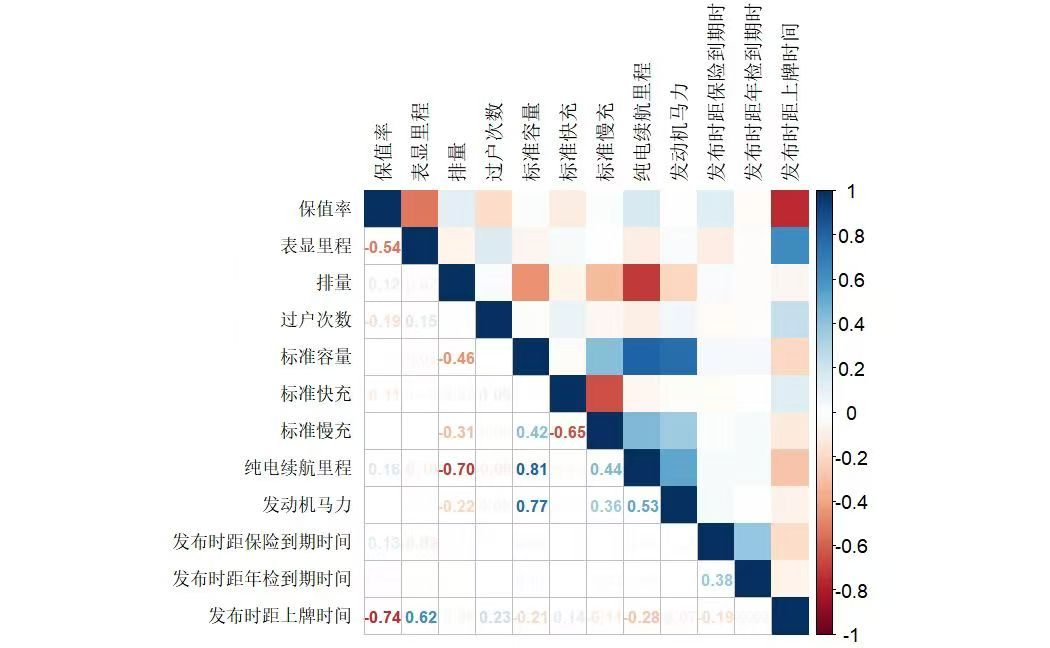 保值率
表显里程
排量
过户次数
标准容量
标准快充
标准慢充
纯电续航里程
发动机马力
发布时距保险到期时
发布时距年检到期时
发布时距上牌时间
保值率
1
表显里程 -0.54
0.8
排量 0.12
0.6
过户次数 -0.19 0.15
0.4
标准容量 -0.46
0.2
标准快充 -0.11
0
标准慢充 -0.31 0.42 -0.65
-0.2
纯电续航里程 0.16 -0.70 0.81 0.44
-0.4
发动机马力 -0.22 0.77 0.36 0.53
发布时距保险到期时间 0.13
-0.6
发布时距年检到期时间 0.38
-0.8
发布时距上牌时间 -0.74 0.62 0.23 -0.21 0.14 -0.11 -0.28 -0.19
-1